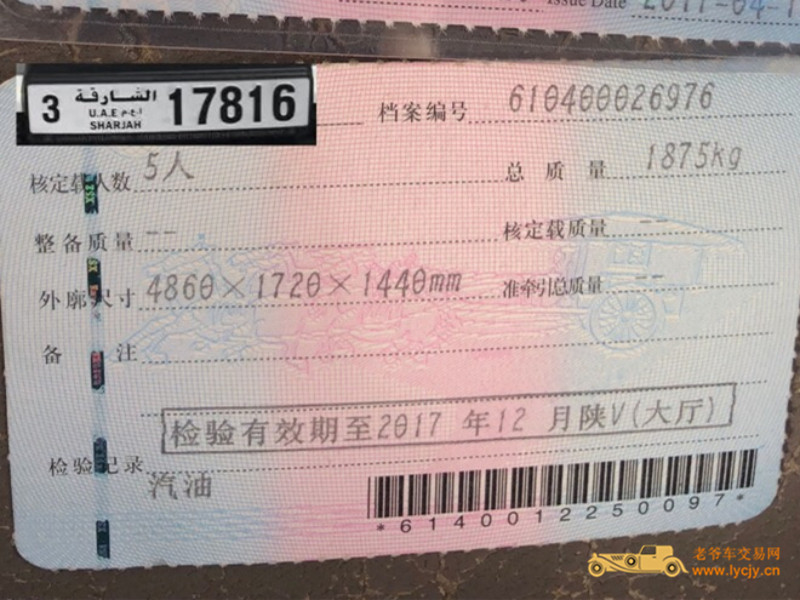 Issue Date 2017-04-1
3 الشارقة 17816
U.A.E ا.ع.م
SHARJAH
档案编号 610400026976
核定载人数 5人 总质量 1875kg
整备质量 -- 核定载质量 --
外廓尺寸 4860×1720×1440mm 准牵引总质量 --
备注
检验有效期至2017 年12 月陕V(大厅)
检验记录
汽油
*6140012250097*
老爷车交易网
www.lycjy.cn